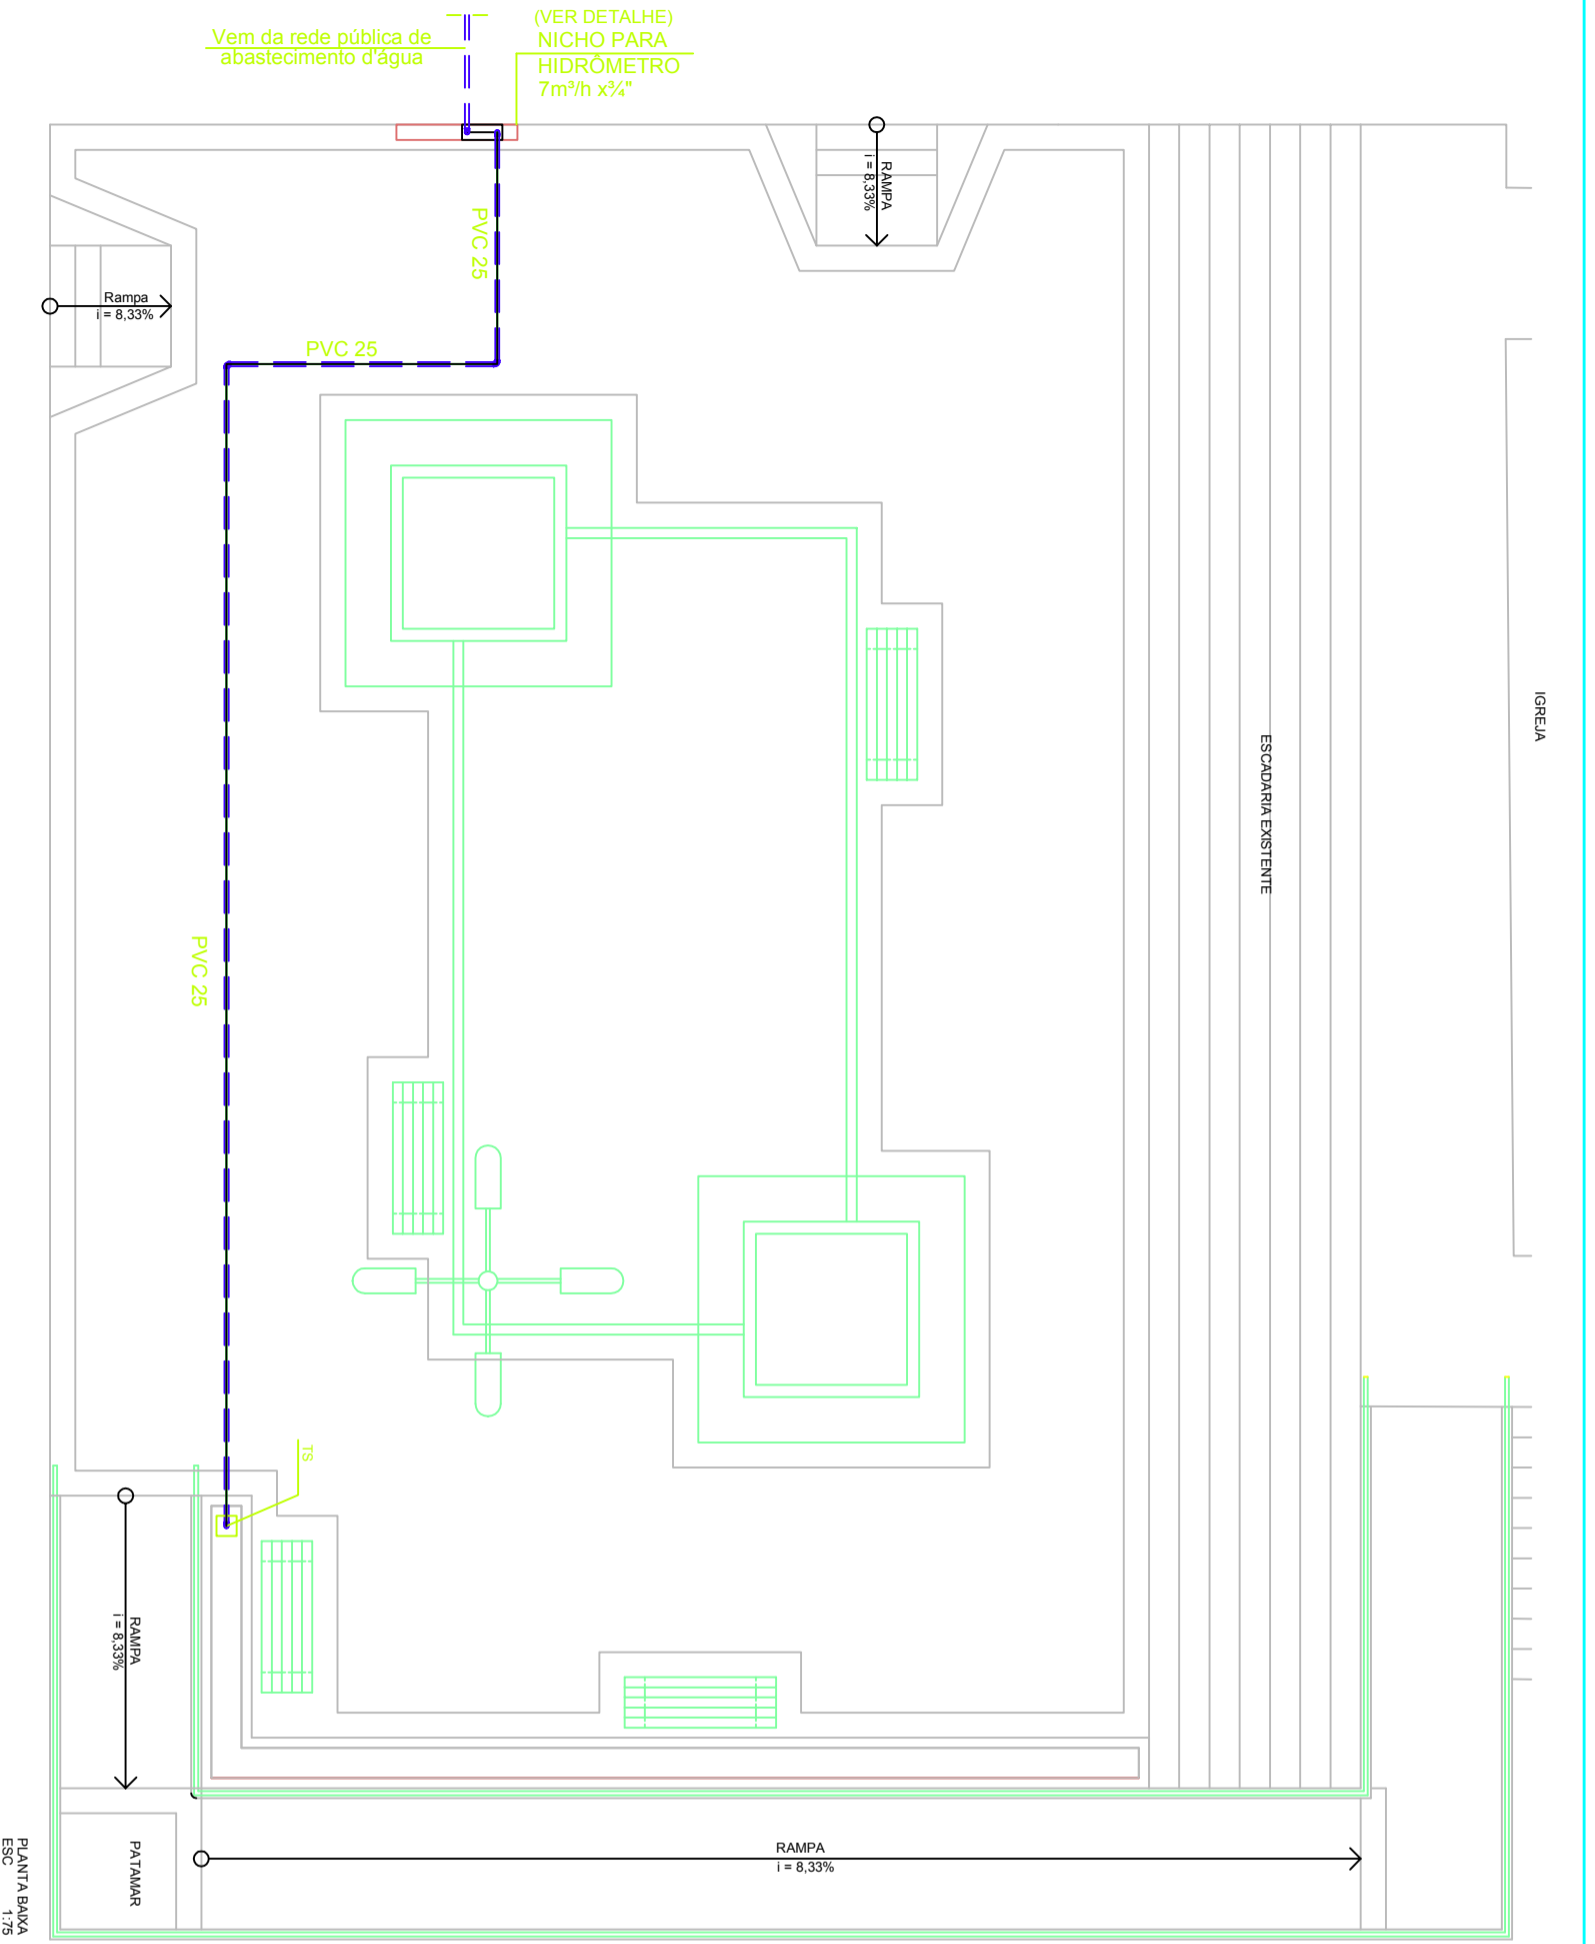 (VER DETALHE)
NICHO PARA
HIDRÔMETRO
7m³/h x¾"
Vem da rede pública de
abastecimento d'água
RAMPA
i = 8,33%
PVC 25
Rampa
i = 8,33%
PVC 25
IGREJA
ESCADARIA EXISTENTE
PVC 25
TS
RAMPA
i = 8,33%
RAMPA
i = 8,33%
PATAMAR
PLANTA BAIXA
ESC 1:75